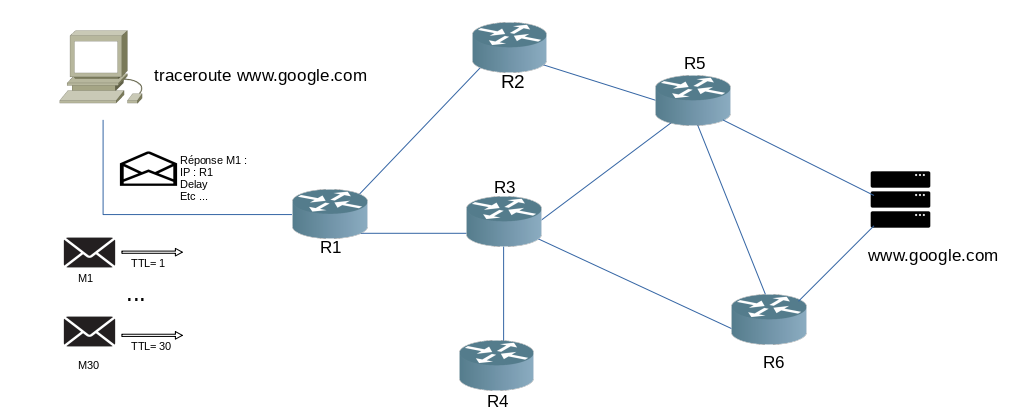 traceroute www.google.com
Réponse M1 :
IP : R1
Delay
Etc ...
R1
R2
R3
R4
R5
R6
www.google.com
TTL= 1
M1
...
TTL= 30
M30